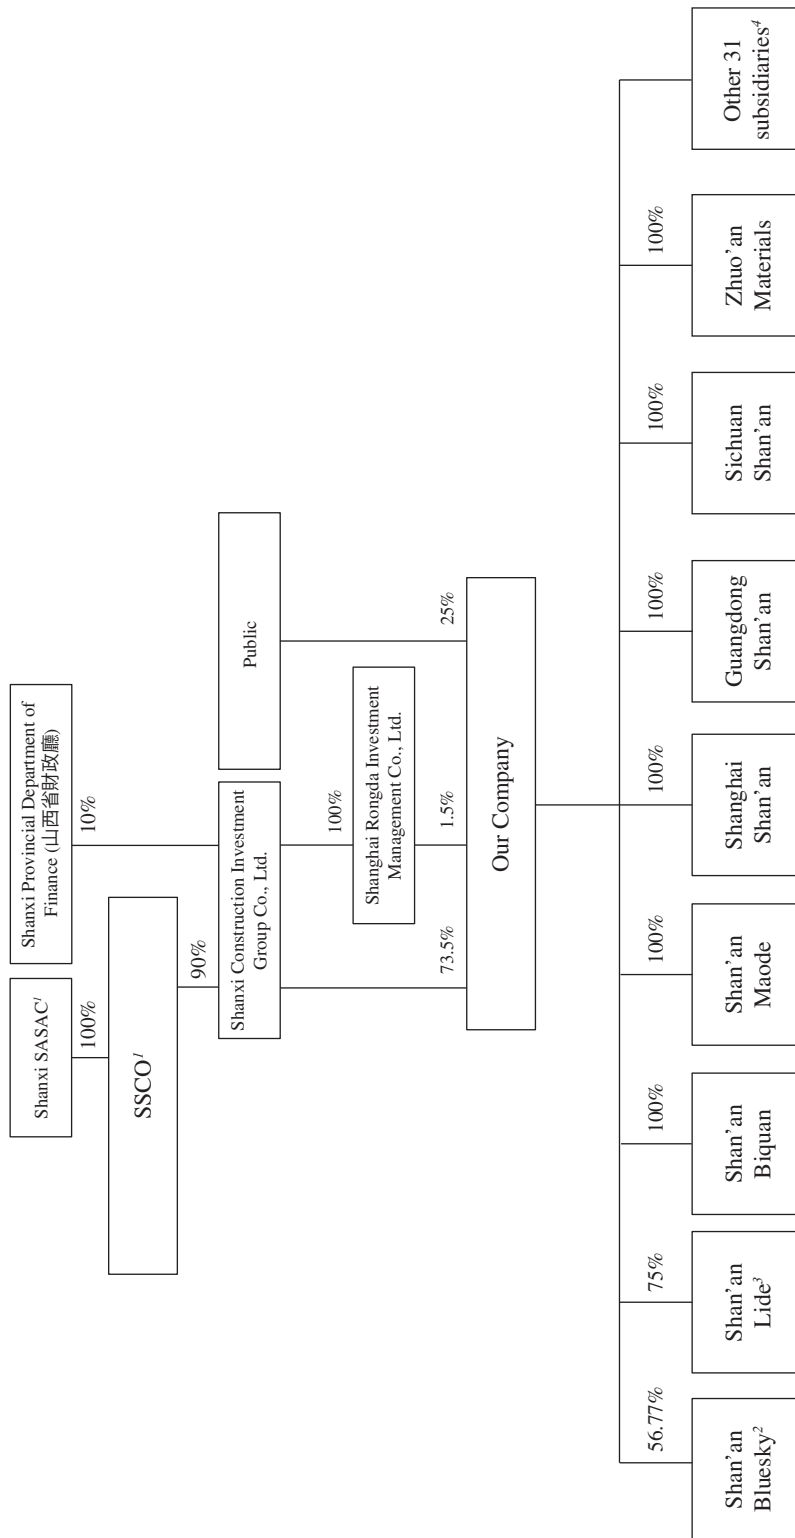 Shanxi SASAC¹
Shanxi Provincial Department of
Finance (山西省財政廳)
100%
10%
SSCO¹
90%
Shanxi Construction Investment
Group Co., Ltd.
Public
100%
Shanghai Rongda Investment
Management Co., Ltd.
73.5%
1.5%
25%
Our Company
56.77%
75%
100%
100%
100%
100%
100%
100%
Shan’an
Bluesky²
Shan’an
Lide³
Shan’an
Biquan
Shan’an
Maode
Shanghai
Shan’an
Guangdong
Shan’an
Sichuan
Shan’an
Zhuo’an
Materials
Other 31
subsidiaries⁴